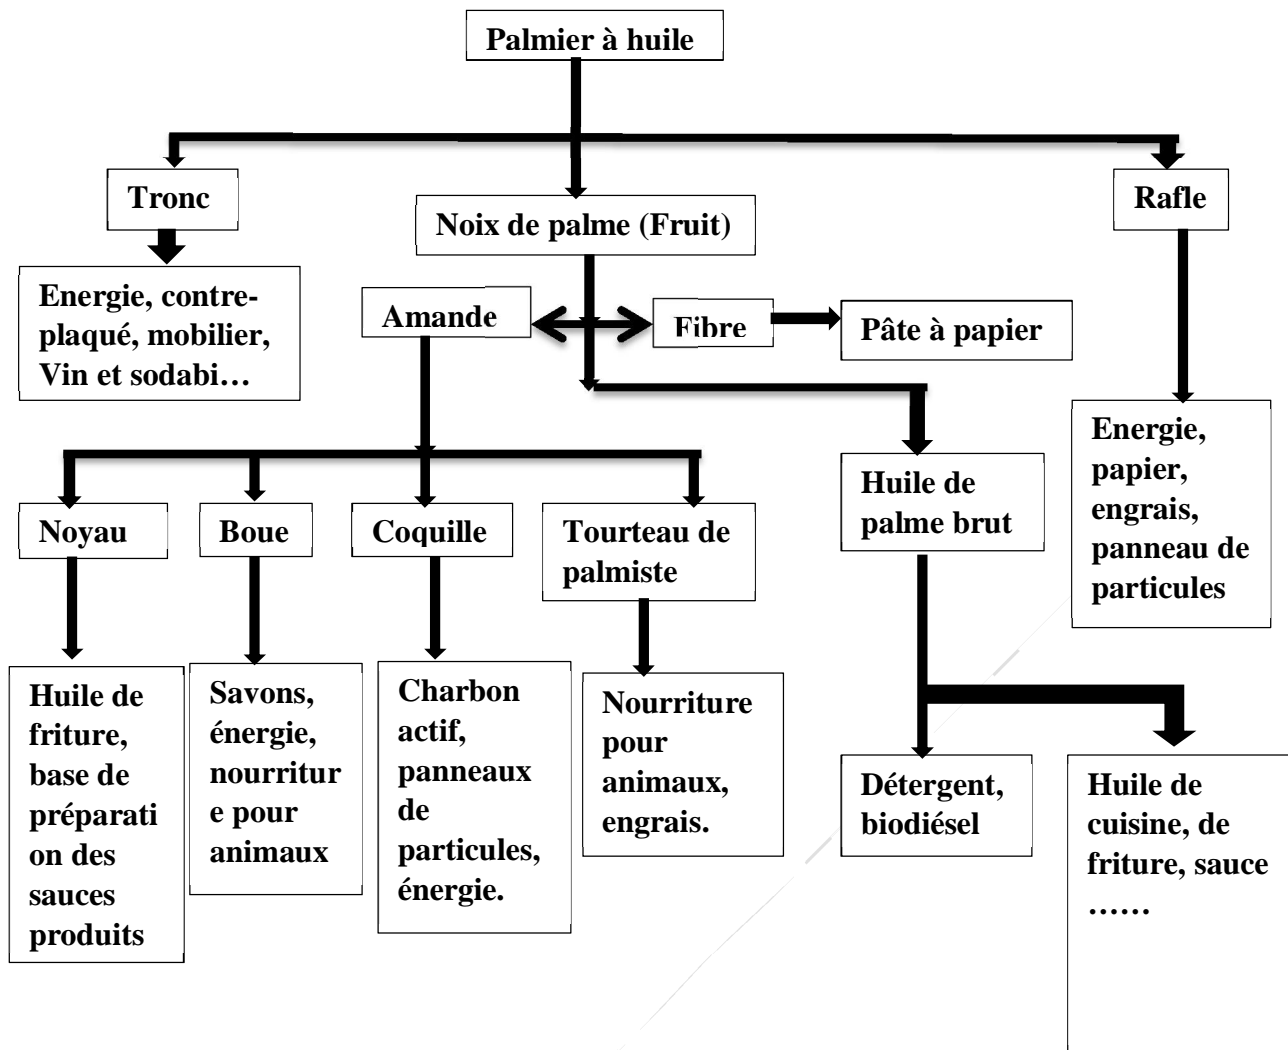 Palmier à huile
Tronc
Noix de palme (Fruit)
Rafle
Energie, contre-
plaqué, mobilier,
Vin et sodabi…
Amande
Fibre
Pâte à papier
Energie,
papier,
engrais,
panneau de
particules
Noyau
Boue
Coquille
Tourteau de
palmiste
Huile de
palme brut
Huile de
friture,
base de
préparati
on des
sauces
produits
Savons,
énergie,
nourritur
e pour
animaux
Charbon
actif,
panneaux
de
particules,
énergie.
Nourriture
pour
animaux,
engrais.
Détergent,
biodiésel
Huile de
cuisine, de
friture, sauce
……